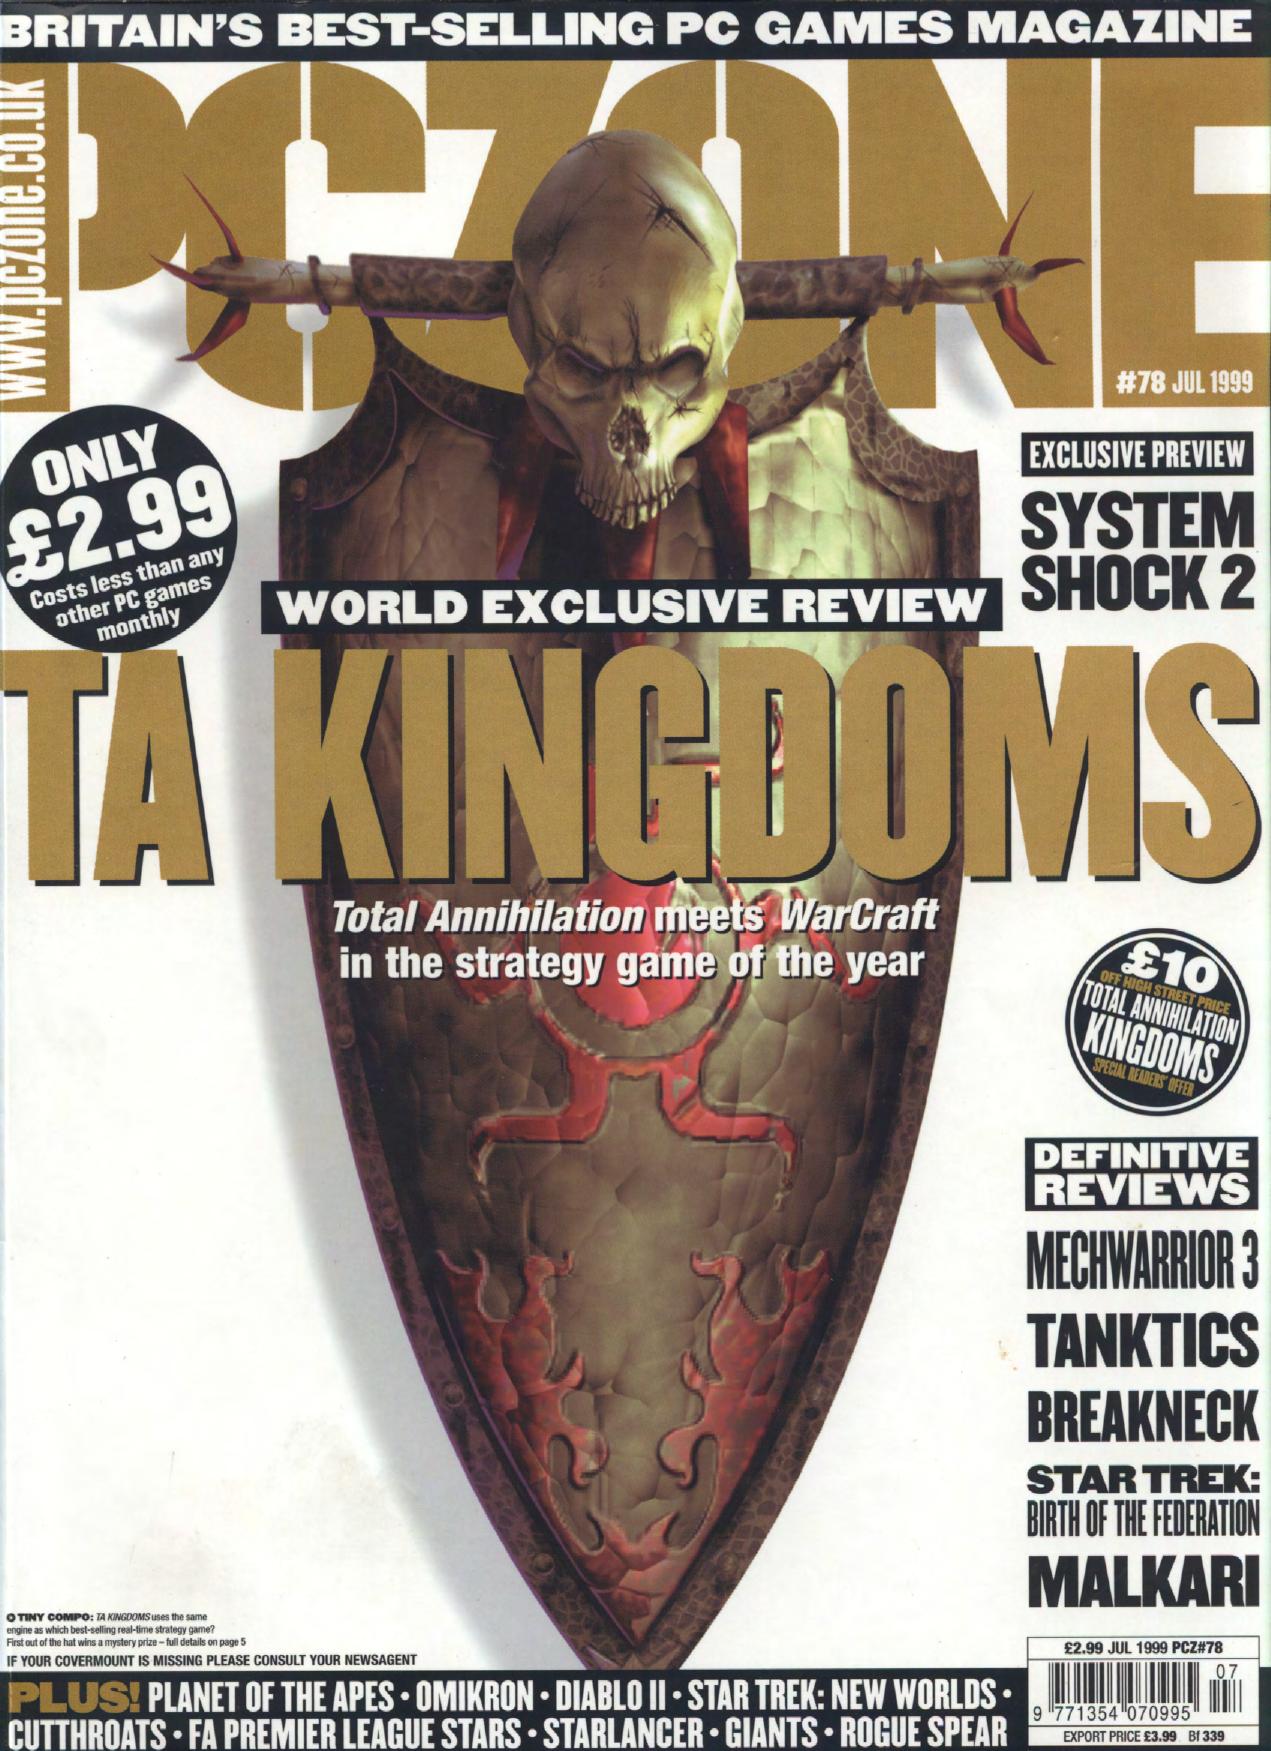 BRITAIN'S BEST-SELLING PC GAMES MAGAZINE
www.pczone.co.uk
PCZONE
#78 JUL 1999
ONLY
£2.99
Costs less than any
other PC games
monthly
EXCLUSIVE PREVIEW
SYSTEM
SHOCK 2
WORLD EXCLUSIVE REVIEW
TA KINGDOMS
Total Annihilation meets WarCraft
in the strategy game of the year
£10
OFF HIGH STREET PRICE
TOTAL ANNIHILATION
KINGDOMS
SPECIAL READERS' OFFER
DEFINITIVE
REVIEWS
MECHWARRIOR 3
TANKTICS
BREAKNECK
STAR TREK:
BIRTH OF THE FEDERATION
MALKARI
TINY COMPO: TA KINGDOMS uses the same
engine as which best-selling real-time strategy game?
First out of the hat wins a mystery prize – full details on page 5
IF YOUR COVERMOUNT IS MISSING PLEASE CONSULT YOUR NEWSAGENT
PLUS! PLANET OF THE APES • OMIKRON • DIABLO II • STAR TREK: NEW WORLDS •
CUTTHROATS • FA PREMIER LEAGUE STARS • STARLANCER • GIANTS • ROGUE SPEAR
£2.99 JUL 1999 PCZ#78
07
9 771354 070995
EXPORT PRICE £3.99 Bf 339